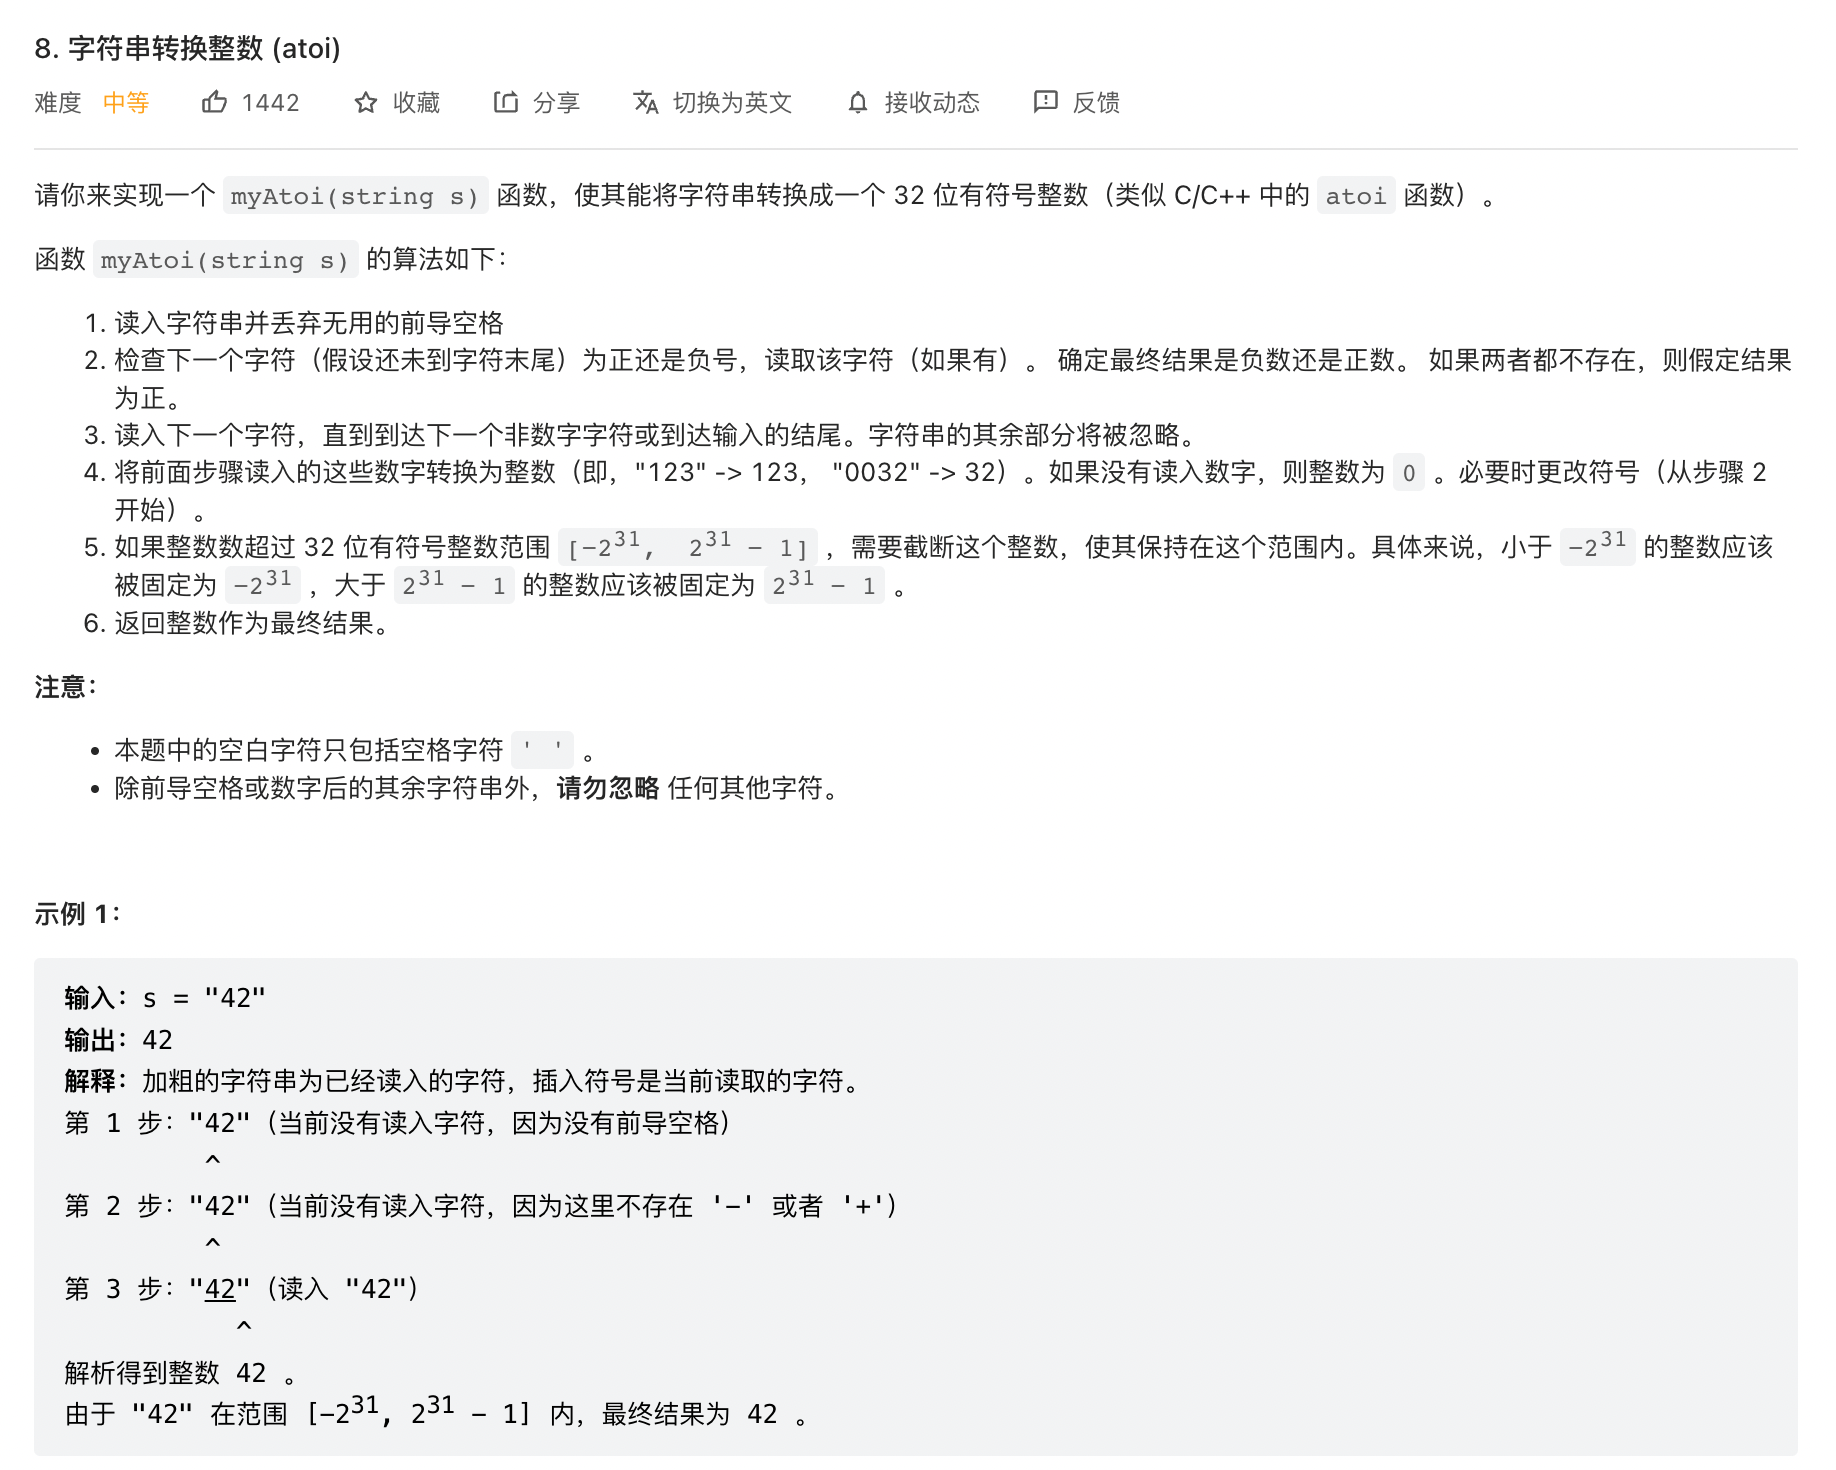 8. 字符串转换整数 (atoi)
难度 中等 1442 收藏 分享 切换为英文 接收动态 反馈
请你来实现一个 myAtoi(string s) 函数，使其能将字符串转换成一个 32 位有符号整数（类似 C/C++ 中的 atoi 函数）。
函数 myAtoi(string s) 的算法如下：
1. 读入字符串并丢弃无用的前导空格
2. 检查下一个字符（假设还未到字符末尾）为正还是负号，读取该字符（如果有）。 确定最终结果是负数还是正数。 如果两者都不存在，则假定结果
为正。
3. 读入下一个字符，直到到达下一个非数字字符或到达输入的结尾。字符串的其余部分将被忽略。
4. 将前面步骤读入的这些数字转换为整数（即，"123" -> 123， "0032" -> 32）。如果没有读入数字，则整数为 0 。必要时更改符号（从步骤 2
开始）。
5. 如果整数数超过 32 位有符号整数范围 [−2³¹, 2³¹ − 1] ，需要截断这个整数，使其保持在这个范围内。具体来说，小于 −2³¹ 的整数应该
被固定为 −2³¹ ，大于 2³¹ − 1 的整数应该被固定为 2³¹ − 1 。
6. 返回整数作为最终结果。
注意：
• 本题中的空白字符只包括空格字符 ' ' 。
• 除前导空格或数字后的其余字符串外，请勿忽略 任何其他字符。
示例 1：
输入：s = "42"
输出：42
解释：加粗的字符串为已经读入的字符，插入符号是当前读取的字符。
第 1 步："42"（当前没有读入字符，因为没有前导空格）
^
第 2 步："42"（当前没有读入字符，因为这里不存在 '-' 或者 '+'）
^
第 3 步："42"（读入 "42"）
^
解析得到整数 42 。
由于 "42" 在范围 [-2³¹, 2³¹ - 1] 内，最终结果为 42 。